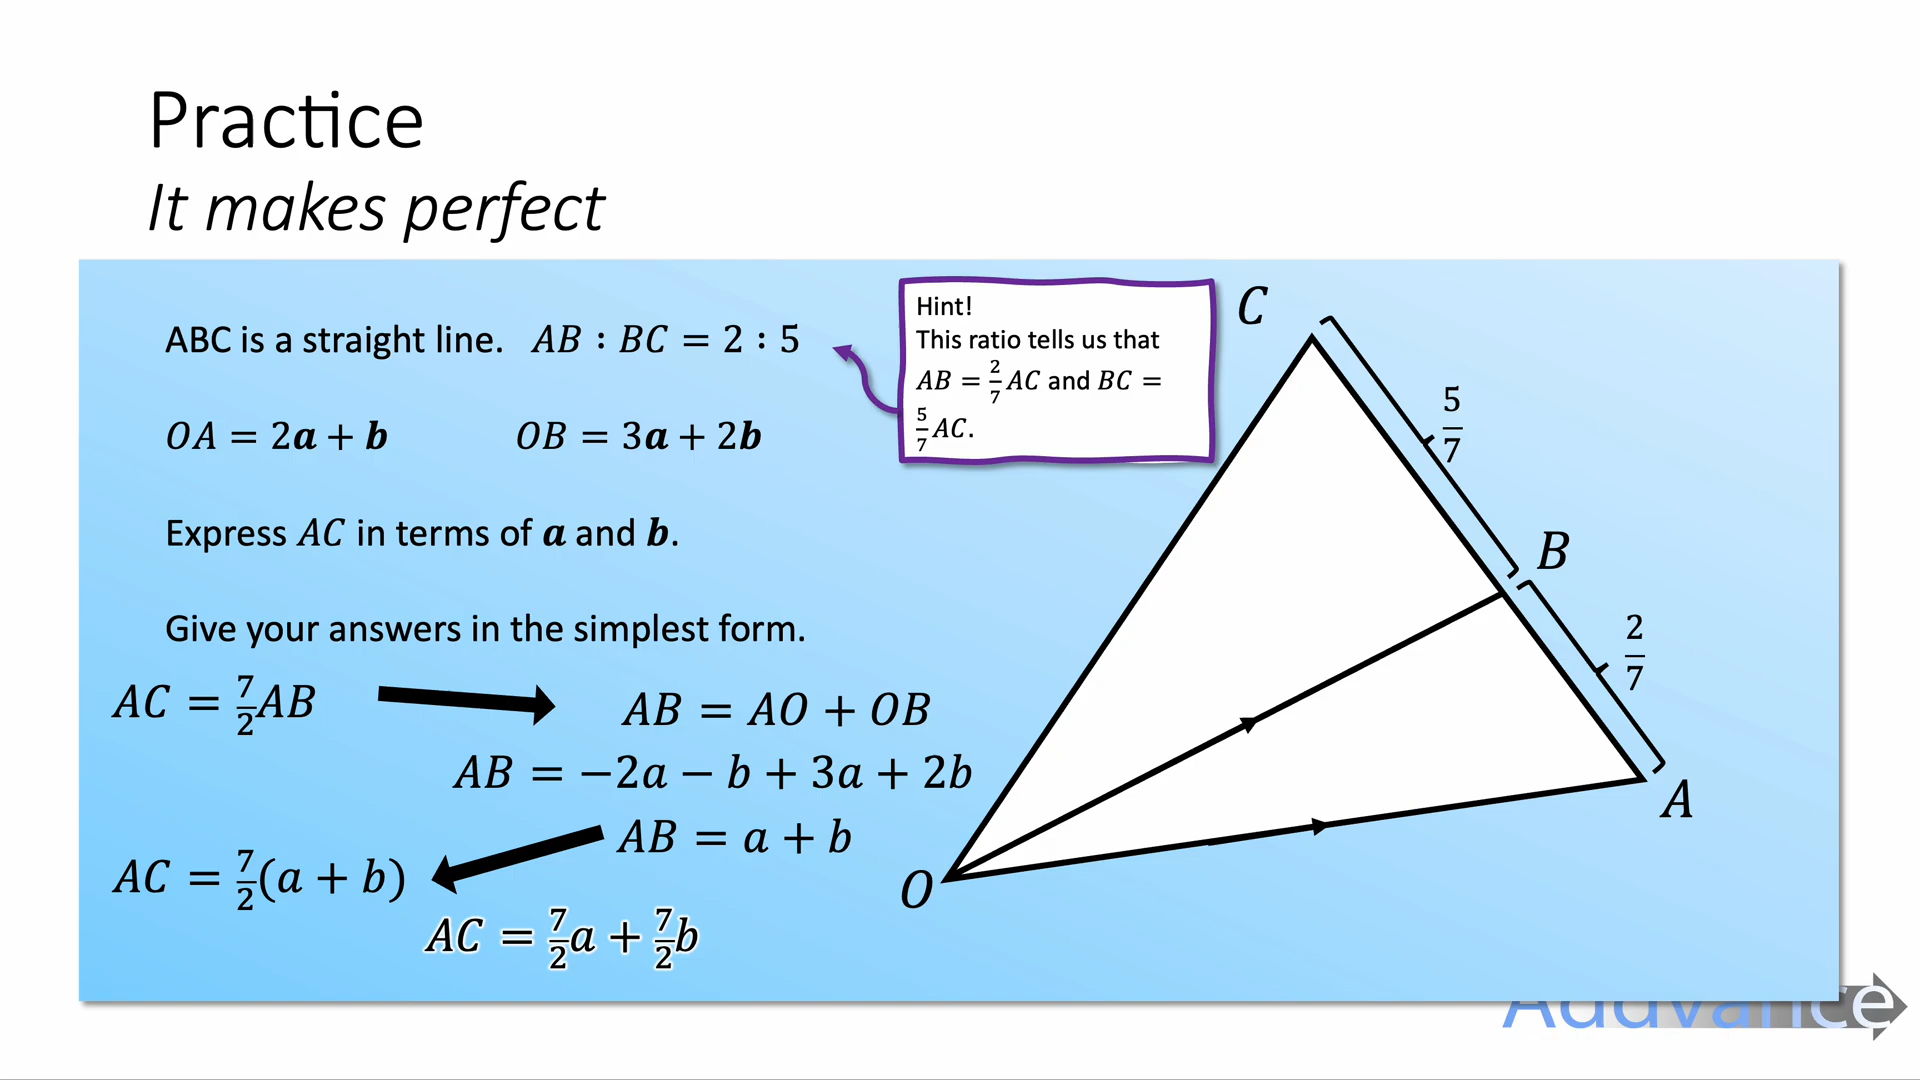 Practice
It makes perfect
ABC is a straight line. AB : BC = 2 : 5
OA = 2a + b OB = 3a + 2b
Express AC in terms of a and b.
Give your answers in the simplest form.
Hint!
This ratio tells us that
AB = 2/7 AC and BC =
5/7 AC.
AC = 7/2 AB
AB = AO + OB
AB = −2a − b + 3a + 2b
AB = a + b
AC = 7/2 (a + b)
AC = 7/2 a + 7/2 b
C
5/7
B
2/7
A
O
Addvance